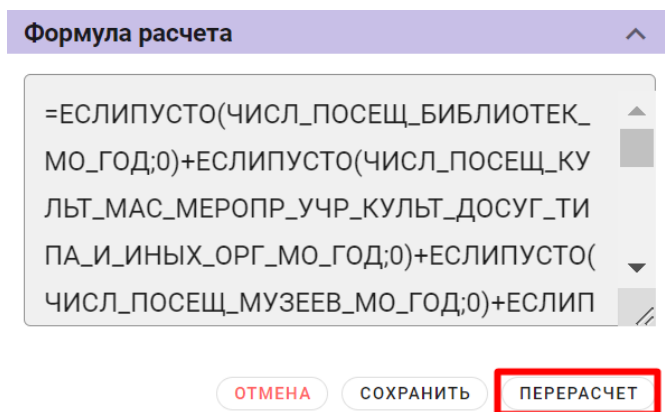 Формула расчета
=ЕСЛИПУСТО(ЧИСЛ_ПОСЕЩ_БИБЛИОТЕК_
МО_ГОД;0)+ЕСЛИПУСТО(ЧИСЛ_ПОСЕЩ_КУ
ЛЬТ_МАС_МЕРОПР_УЧР_КУЛЬТ_ДОСУГ_ТИ
ПА_И_ИНЫХ_ОРГ_МО_ГОД;0)+ЕСЛИПУСТО(
ЧИСЛ_ПОСЕЩ_МУЗЕЕВ_МО_ГОД;0)+ЕСЛИП
ОТМЕНА СОХРАНИТЬ ПЕРЕРАСЧЕТ